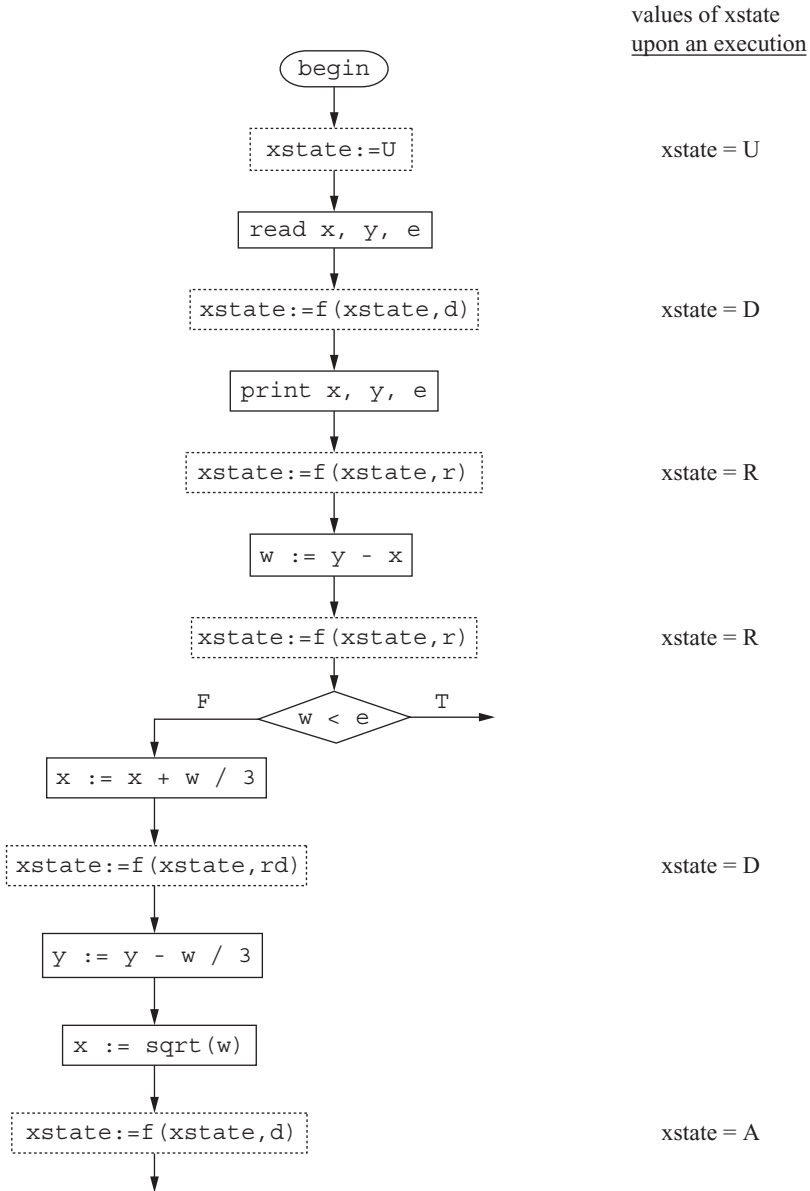 values of xstate
upon an execution
begin
xstate:=U
xstate = U
read x, y, e
xstate:=f(xstate,d)
xstate = D
print x, y, e
xstate:=f(xstate,r)
xstate = R
w := y - x
xstate:=f(xstate,r)
xstate = R
F
w < e
T
x := x + w / 3
xstate:=f(xstate,rd)
xstate = D
y := y - w / 3
x := sqrt(w)
xstate:=f(xstate,d)
xstate = A